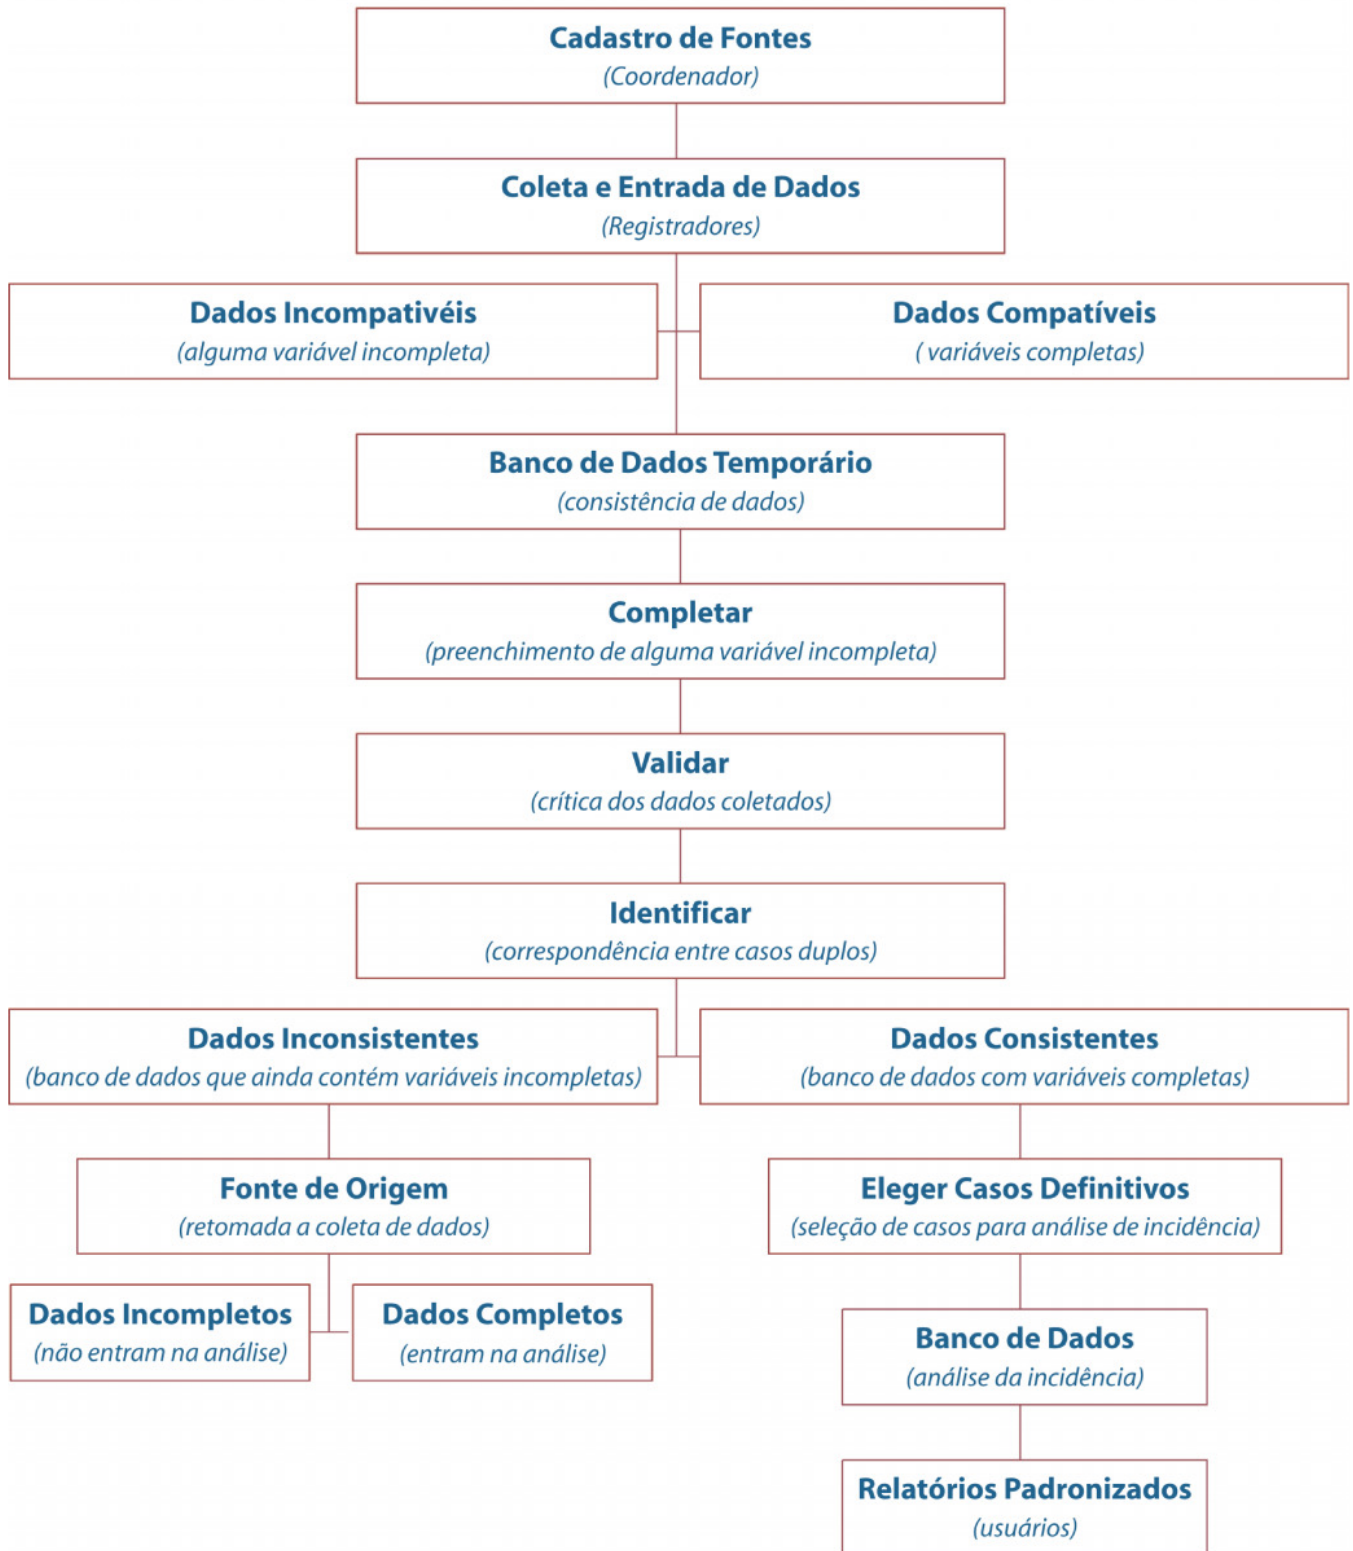 Cadastro de Fontes
(Coordenador)
Coleta e Entrada de Dados
(Registradores)
Dados Incompativéis
(alguma variável incompleta)
Dados Compatíveis
( variáveis completas)
Banco de Dados Temporário
(consistência de dados)
Completar
(preenchimento de alguma variável incompleta)
Validar
(crítica dos dados coletados)
Identificar
(correspondência entre casos duplos)
Dados Inconsistentes
(banco de dados que ainda contém variáveis incompletas)
Dados Consistentes
(banco de dados com variáveis completas)
Fonte de Origem
(retomada a coleta de dados)
Eleger Casos Definitivos
(seleção de casos para análise de incidência)
Dados Incompletos
(não entram na análise)
Dados Completos
(entram na análise)
Banco de Dados
(análise da incidência)
Relatórios Padronizados
(usuários)